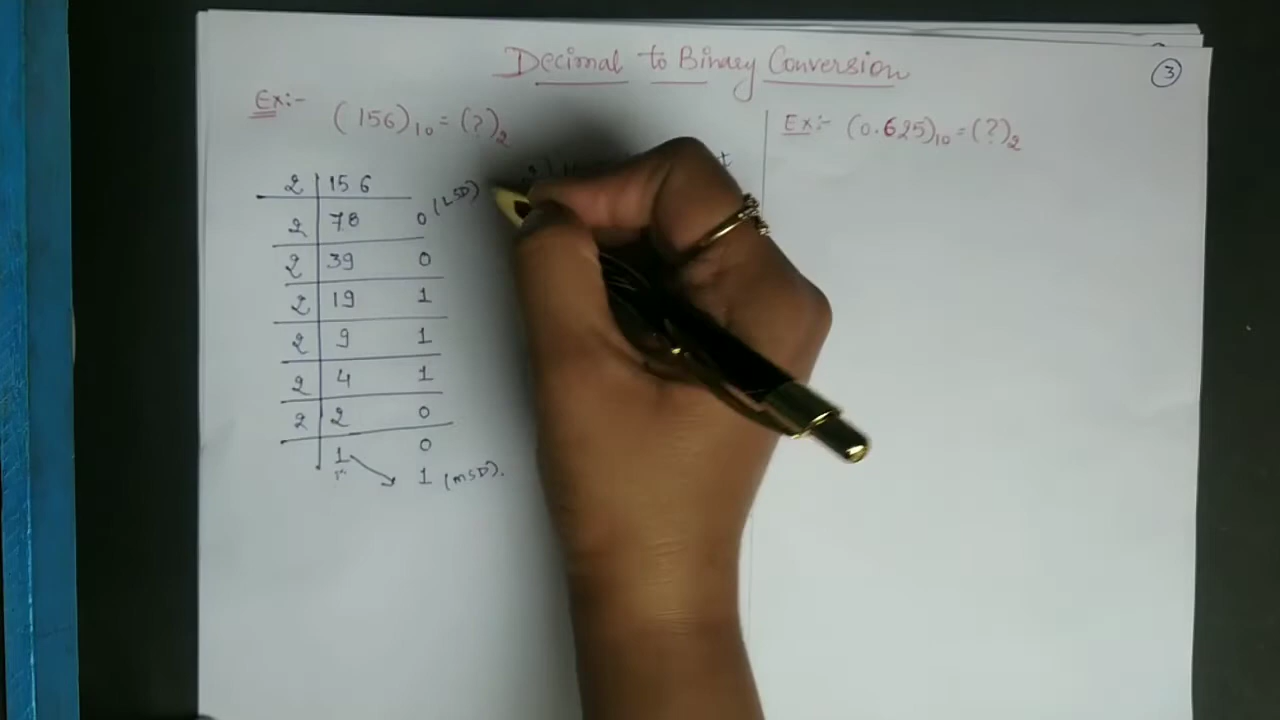 Decimal to Binary Conversion
3
Ex:- (156)10 = (?)2
2 | 156
2 | 78 0 (LSD)
2 | 39 0
2 | 19 1
2 | 9 1
2 | 4 1
2 | 2 0
1 0
1 (MSD).
Ex:- (0.625)10 = (?)2